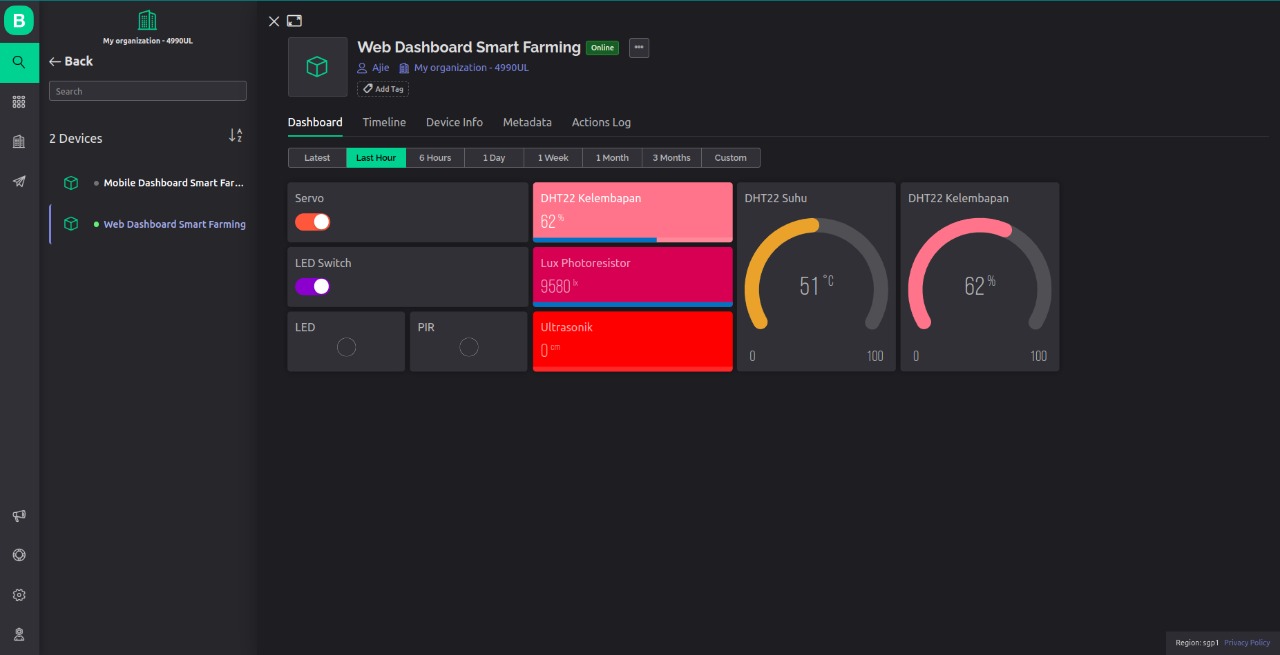 B
My organization - 4990UL
Back
Search
2 Devices
Mobile Dashboard Smart Far...
Web Dashboard Smart Farming
Web Dashboard Smart Farming
Online
Ajie
My organization - 4990UL
Add Tag
Dashboard
Timeline
Device Info
Metadata
Actions Log
Latest
Last Hour
6 Hours
1 Day
1 Week
1 Month
3 Months
Custom
Servo
LED Switch
LED
PIR
DHT22 Kelembapan
62 %
Lux Photoresistor
9580 lx
Ultrasonik
0 cm
DHT22 Suhu
51 °C
0
100
DHT22 Kelembapan
62 %
0
100
Region: sgp1 Privacy Policy